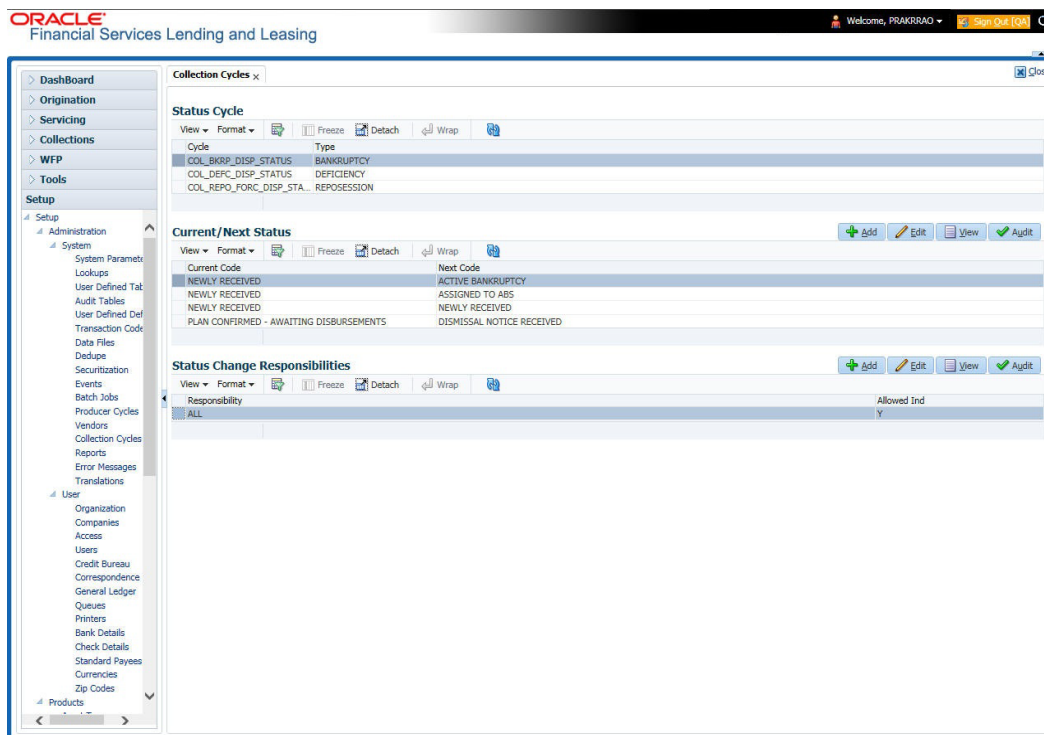 ORACLE
Financial Services Lending and Leasing
Welcome, PRAKRRAO
Sign Out [QA]
DashBoard
Origination
Servicing
Collections
WFP
Tools
Setup
Setup
Administration
System
System Paramete
Lookups
User Defined Tab
Audit Tables
User Defined Def
Transaction Code
Data Files
Dedupe
Securitization
Events
Batch Jobs
Producer Cycles
Vendors
Collection Cycles
Reports
Error Messages
Translations
User
Organization
Companies
Access
Users
Credit Bureau
Correspondence
General Ledger
Queues
Printers
Bank Details
Check Details
Standard Payees
Currencies
Zip Codes
Products
Collection Cycles
Clos
Status Cycle
View Format Freeze Detach Wrap
Cycle Type
COL_BKRP_DISP_STATUS BANKRUPTCY
COL_DEFC_DISP_STATUS DEFICIENCY
COL_REPO_FORC_DISP_STA... REPOSESSION
Current/Next Status
Add Edit View Audit
View Format Freeze Detach Wrap
Current Code Next Code
NEWLY RECEIVED ACTIVE BANKRUPTCY
NEWLY RECEIVED ASSIGNED TO ABS
NEWLY RECEIVED NEWLY RECEIVED
PLAN CONFIRMED - AWAITING DISBURSEMENTS DISMISSAL NOTICE RECEIVED
Status Change Responsibilities
Add Edit View Audit
View Format Freeze Detach Wrap
Responsibility Allowed Ind
ALL Y